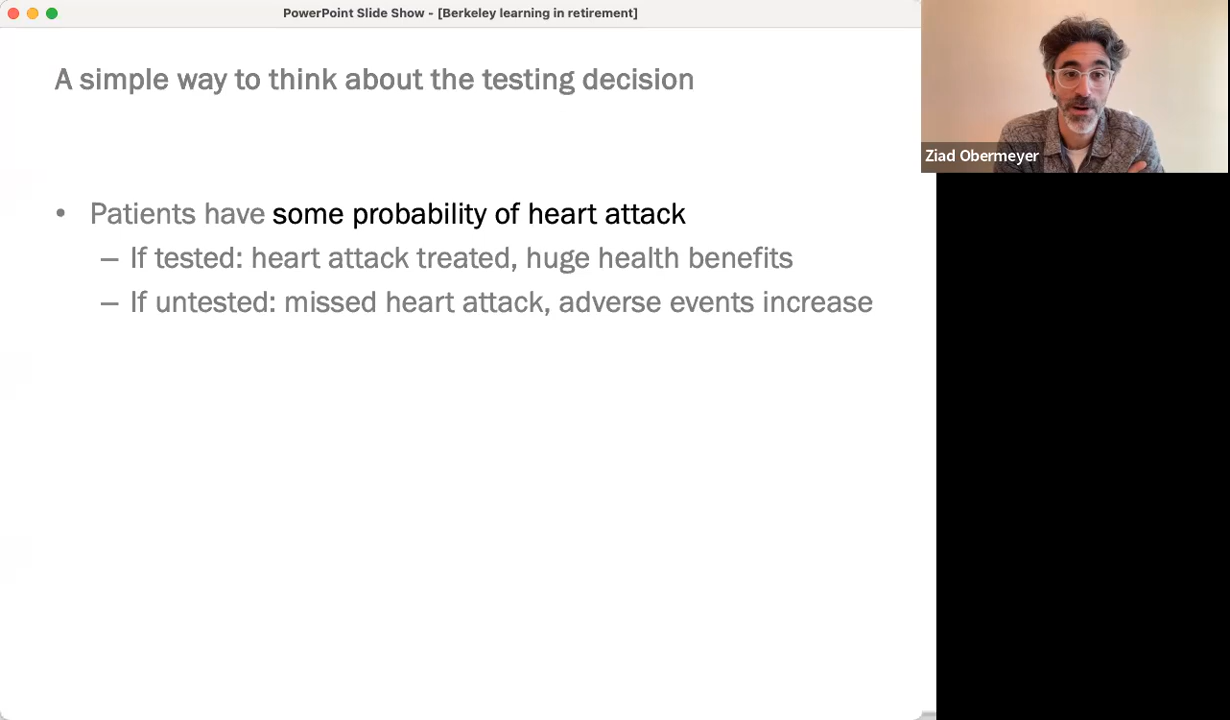 PowerPoint Slide Show - [Berkeley learning in retirement]
A simple way to think about the testing decision
• Patients have some probability of heart attack
– If tested: heart attack treated, huge health benefits
– If untested: missed heart attack, adverse events increase
Ziad Obermeyer